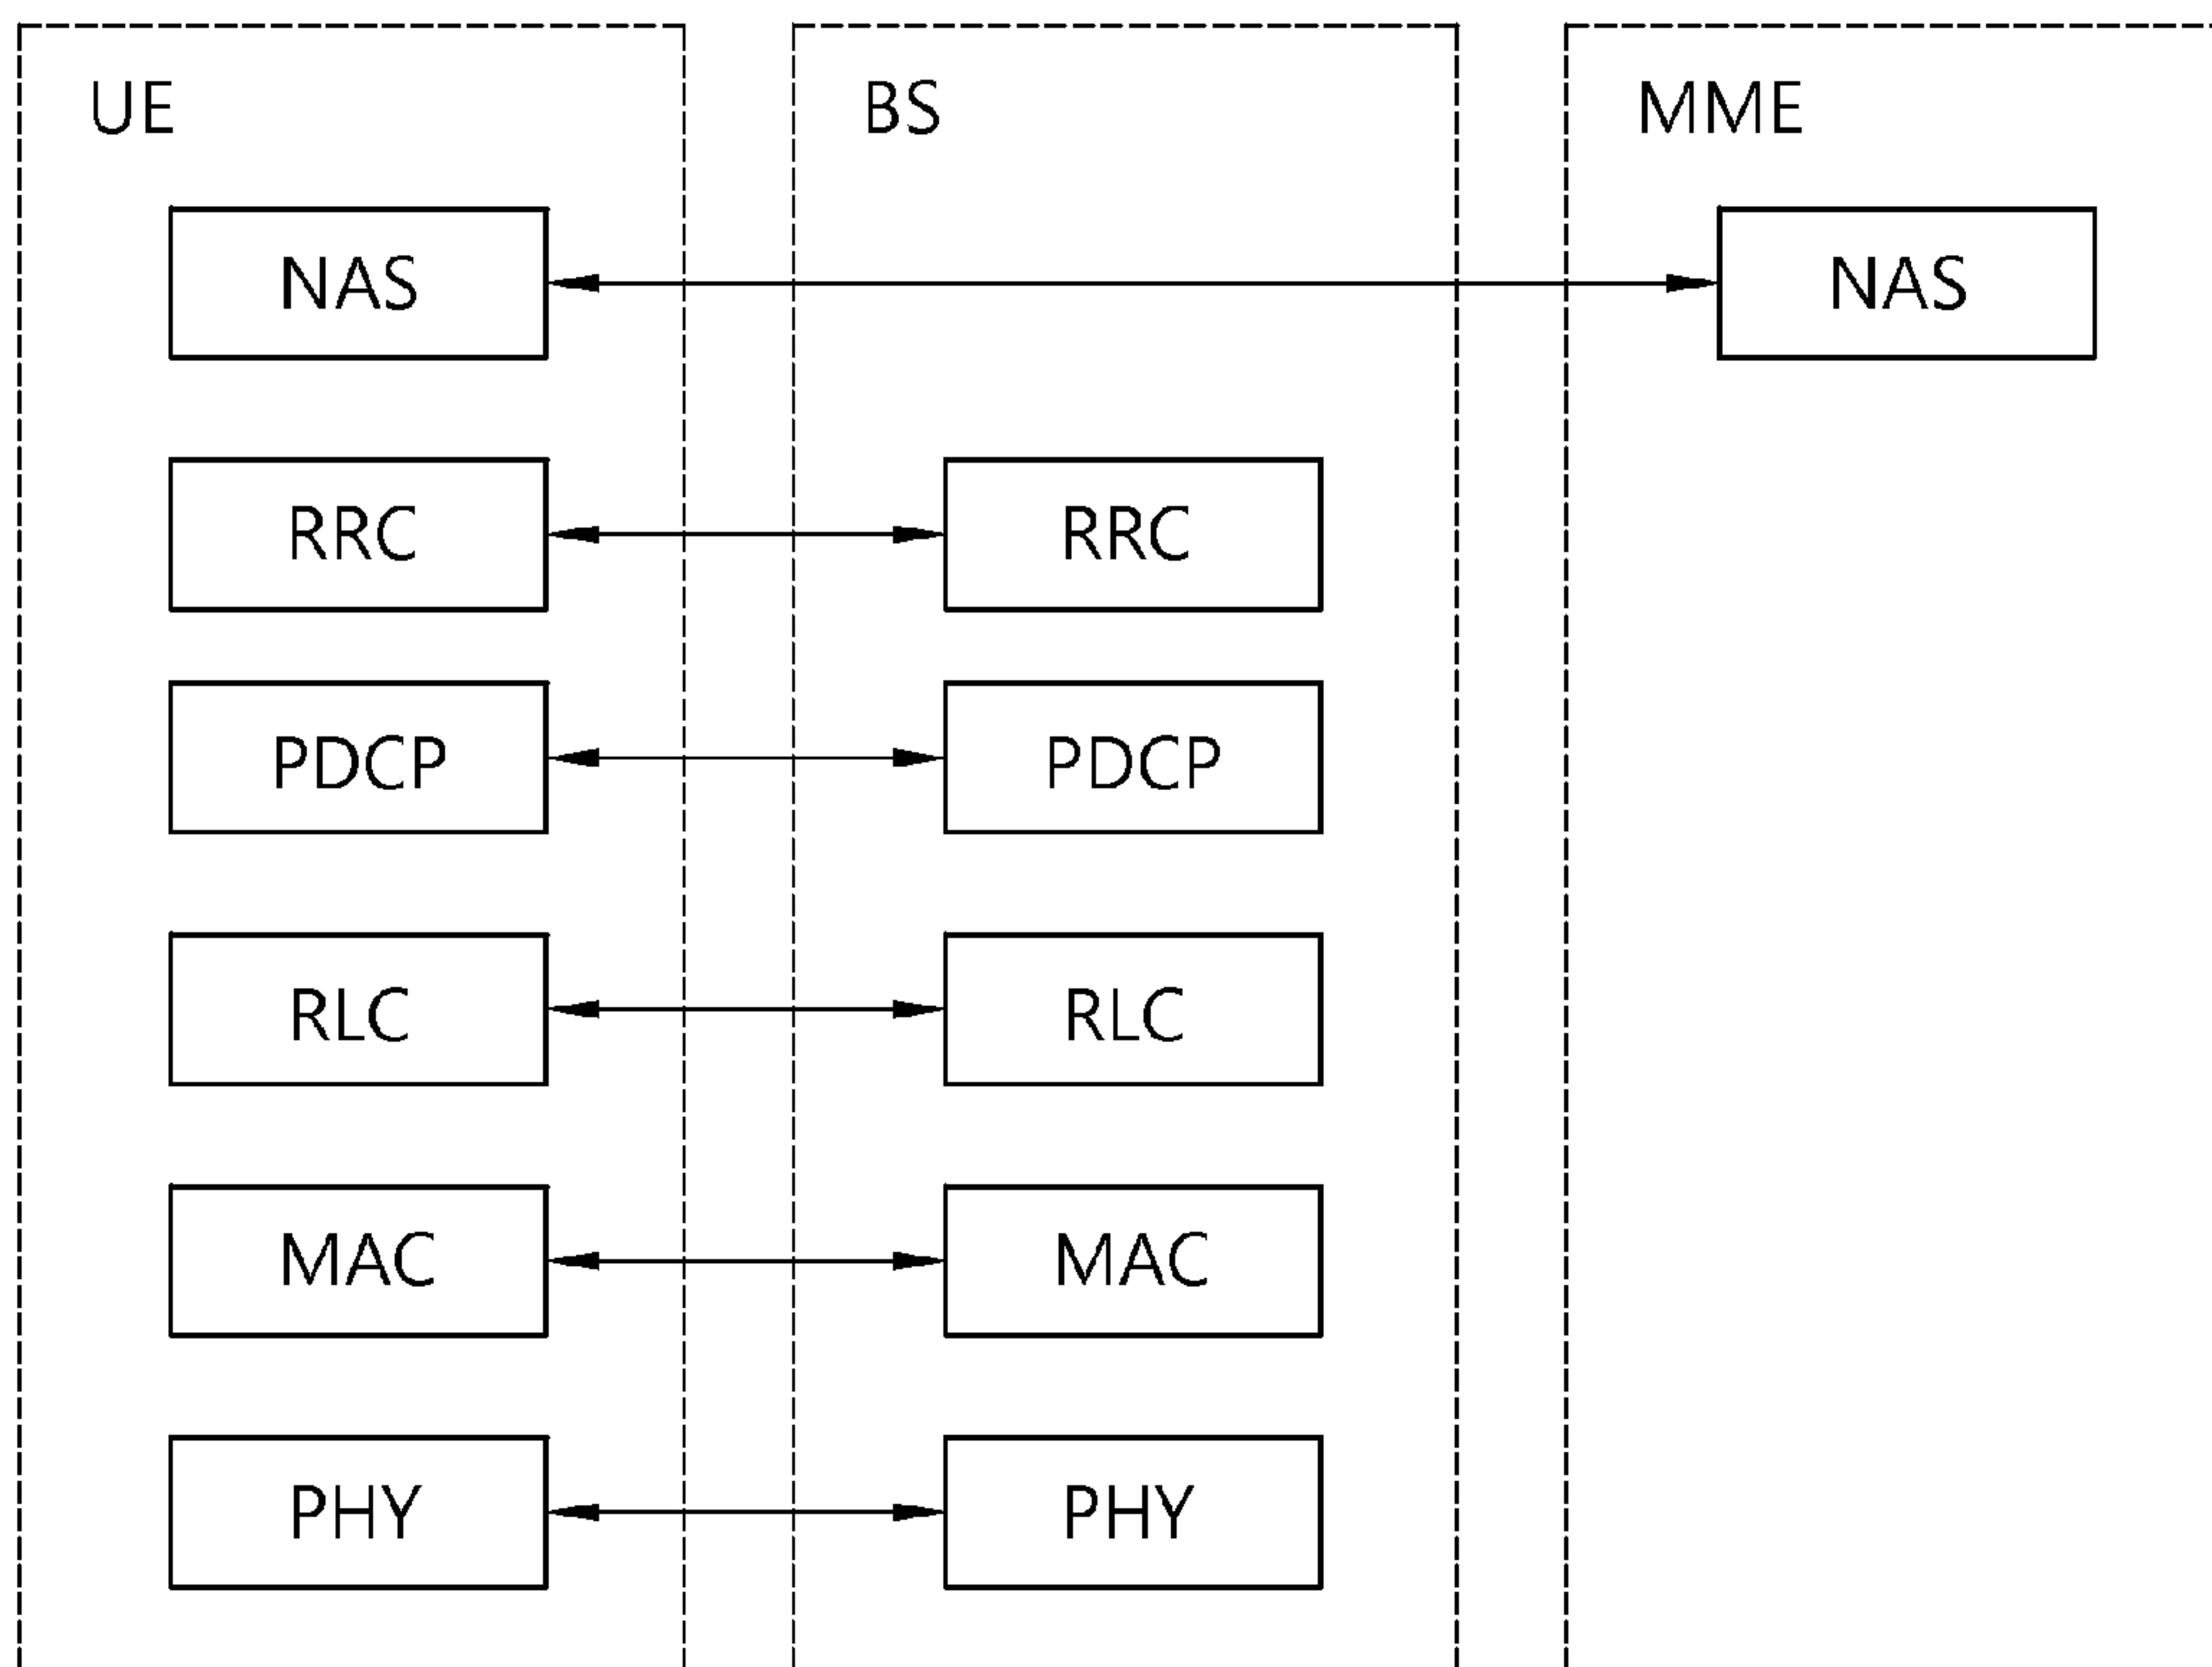 UE BS MME
NAS NAS
RRC RRC
PDCP PDCP
RLC RLC
MAC MAC
PHY PHY